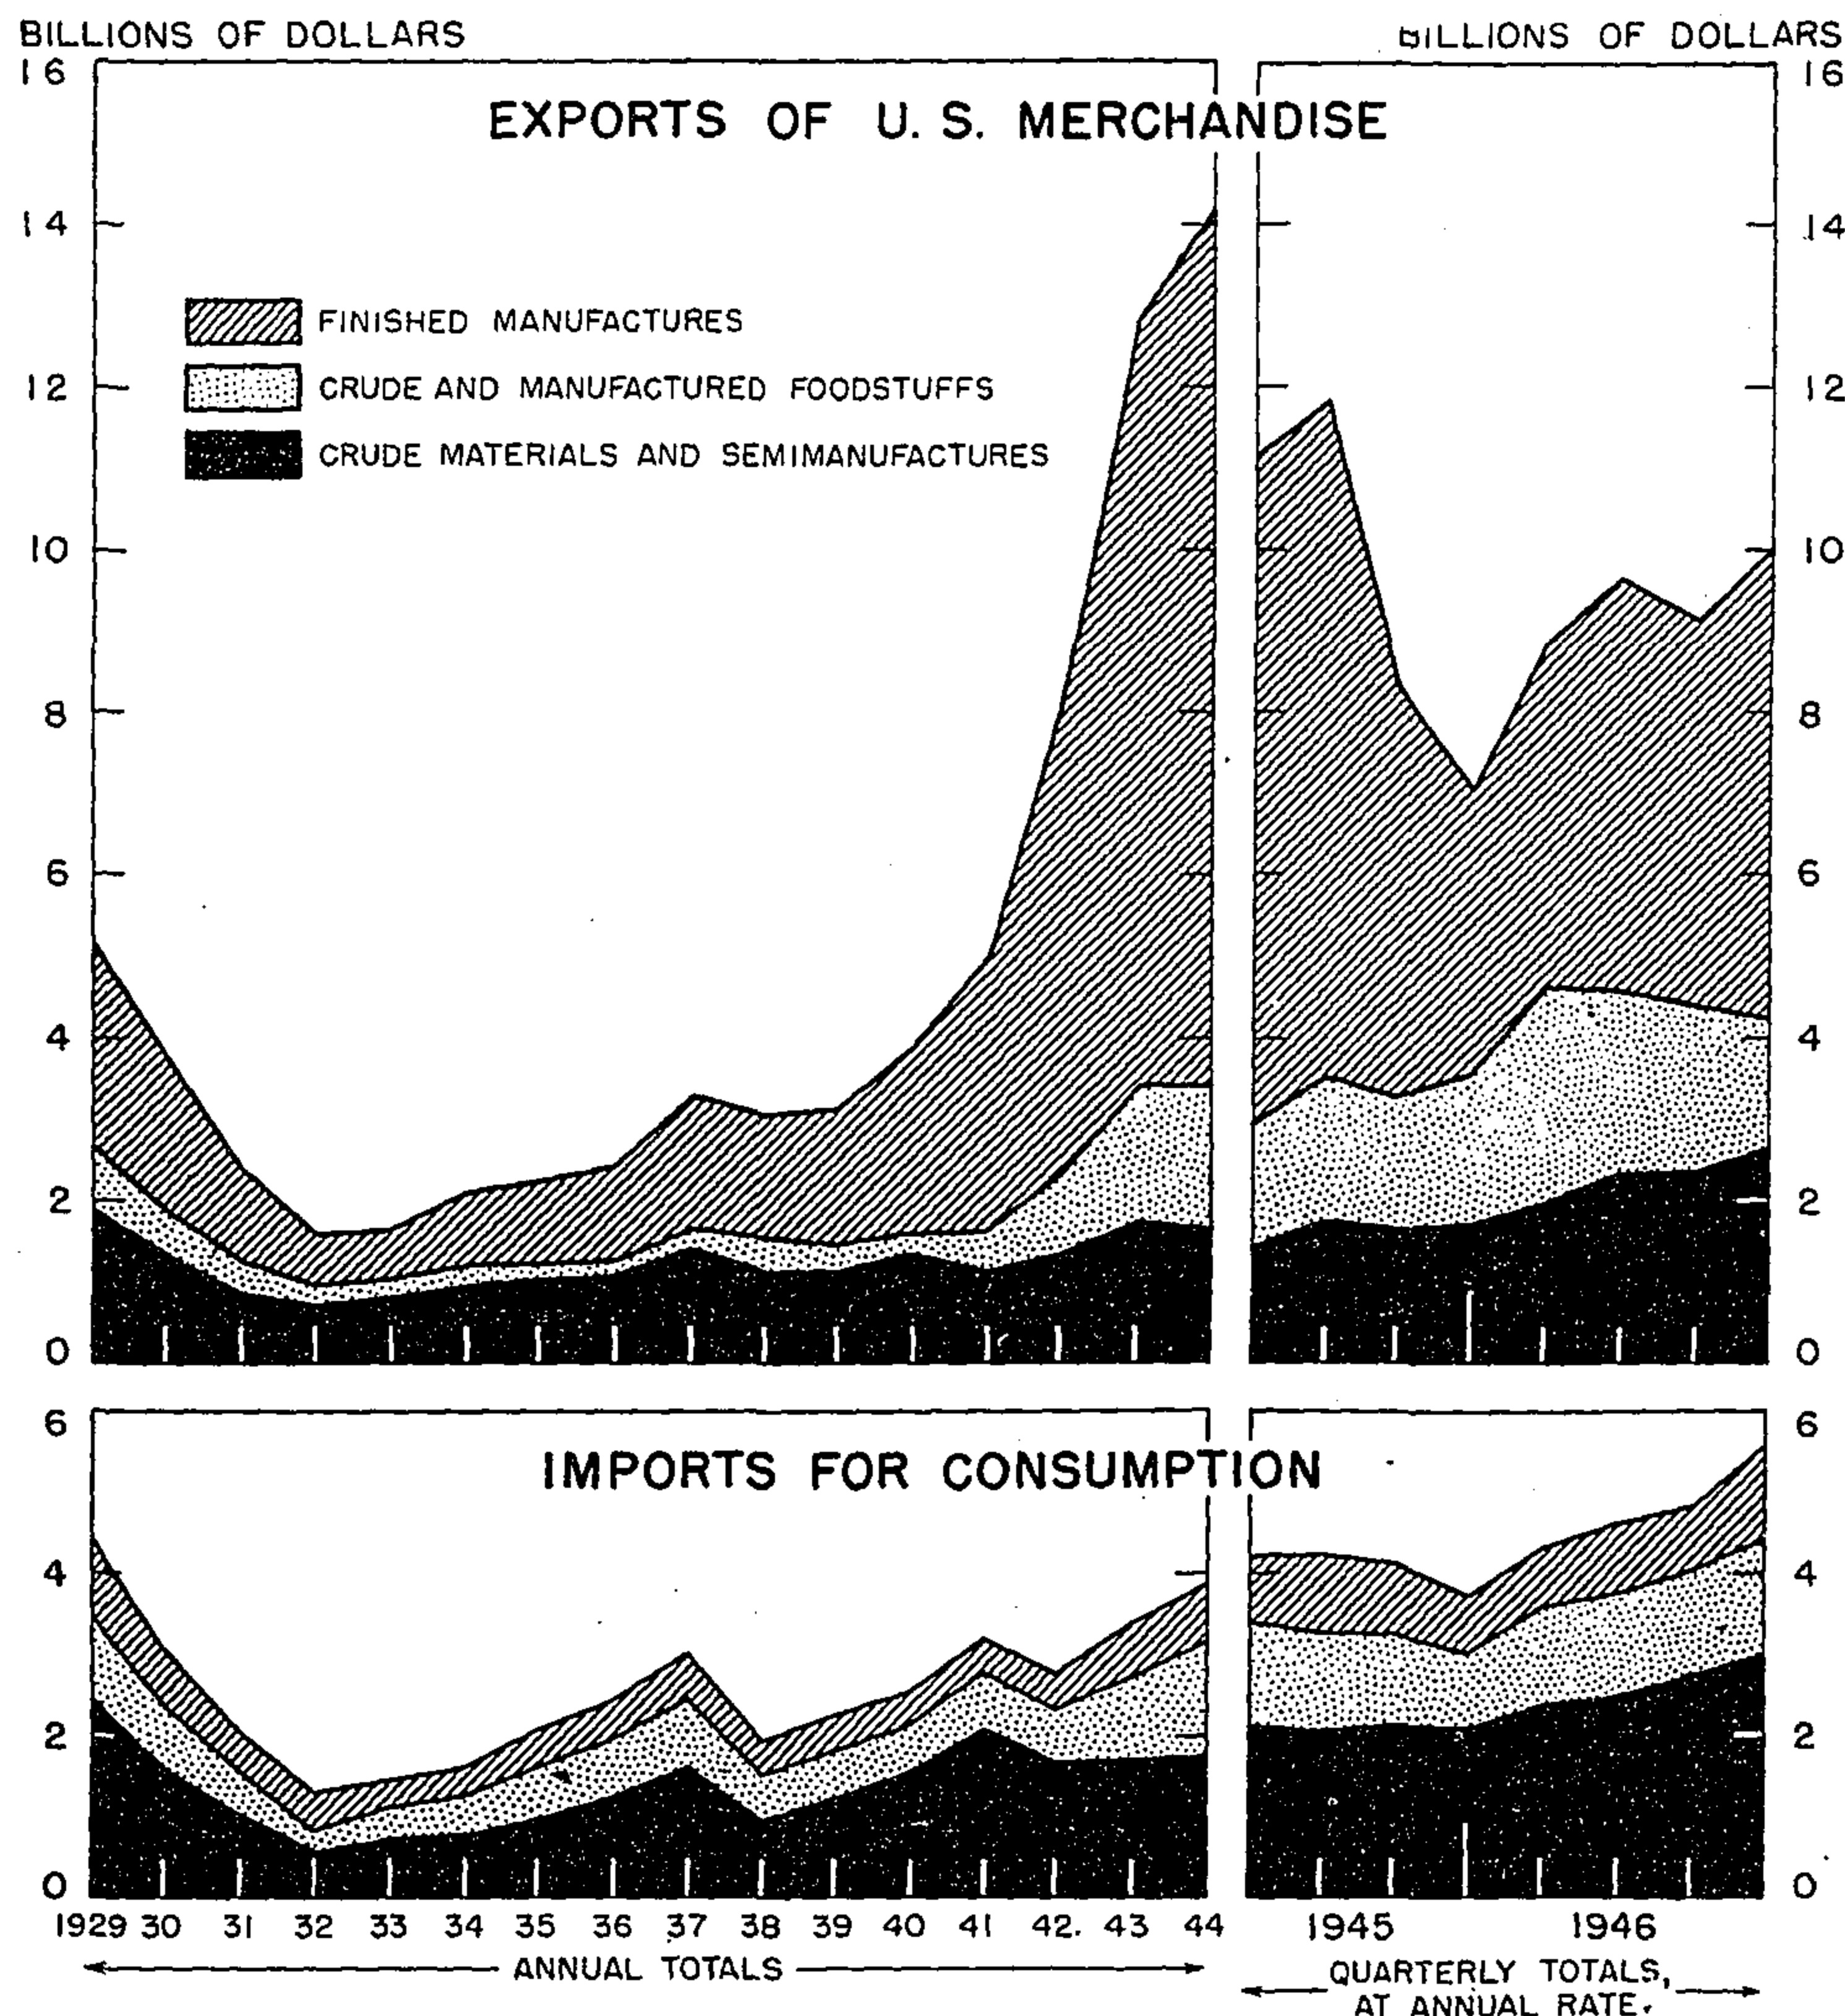 BILLIONS OF DOLLARS
BILLIONS OF DOLLARS
EXPORTS OF U. S. MERCHANDISE
16
14
12
10
8
6
4
2
0
FINISHED MANUFACTURES
CRUDE AND MANUFACTURED FOODSTUFFS
CRUDE MATERIALS AND SEMIMANUFACTURES
16
14
12
10
8
6
4
2
0
IMPORTS FOR CONSUMPTION
6
4
2
0
6
4
2
0
1929 30 31 32 33 34 35 36 37 38 39 40 41 42. 43 44
ANNUAL TOTALS
1945 1946
QUARTERLY TOTALS,
AT ANNUAL RATE.